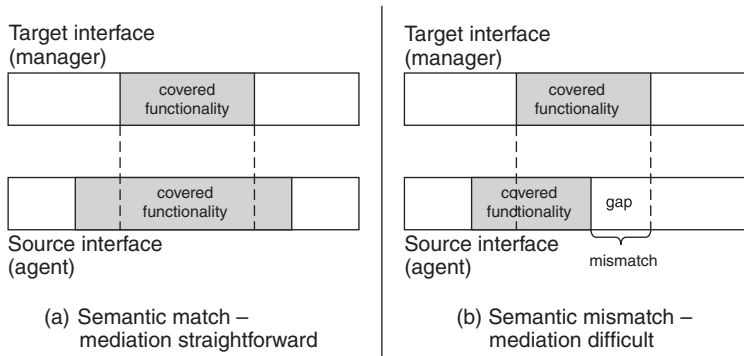 Target interface
(manager)
covered
functionality
covered
functionality
Source interface
(agent)
(a) Semantic match –
mediation straightforward
Target interface
(manager)
covered
functionality
covered
functionality
gap
Source interface
(agent)
mismatch
(b) Semantic mismatch –
mediation difficult